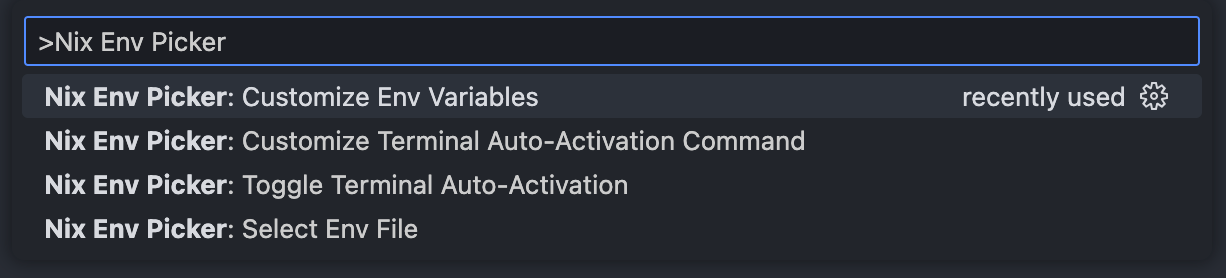 >Nix Env Picker
Nix Env Picker: Customize Env Variables recently used
Nix Env Picker: Customize Terminal Auto-Activation Command
Nix Env Picker: Toggle Terminal Auto-Activation
Nix Env Picker: Select Env File